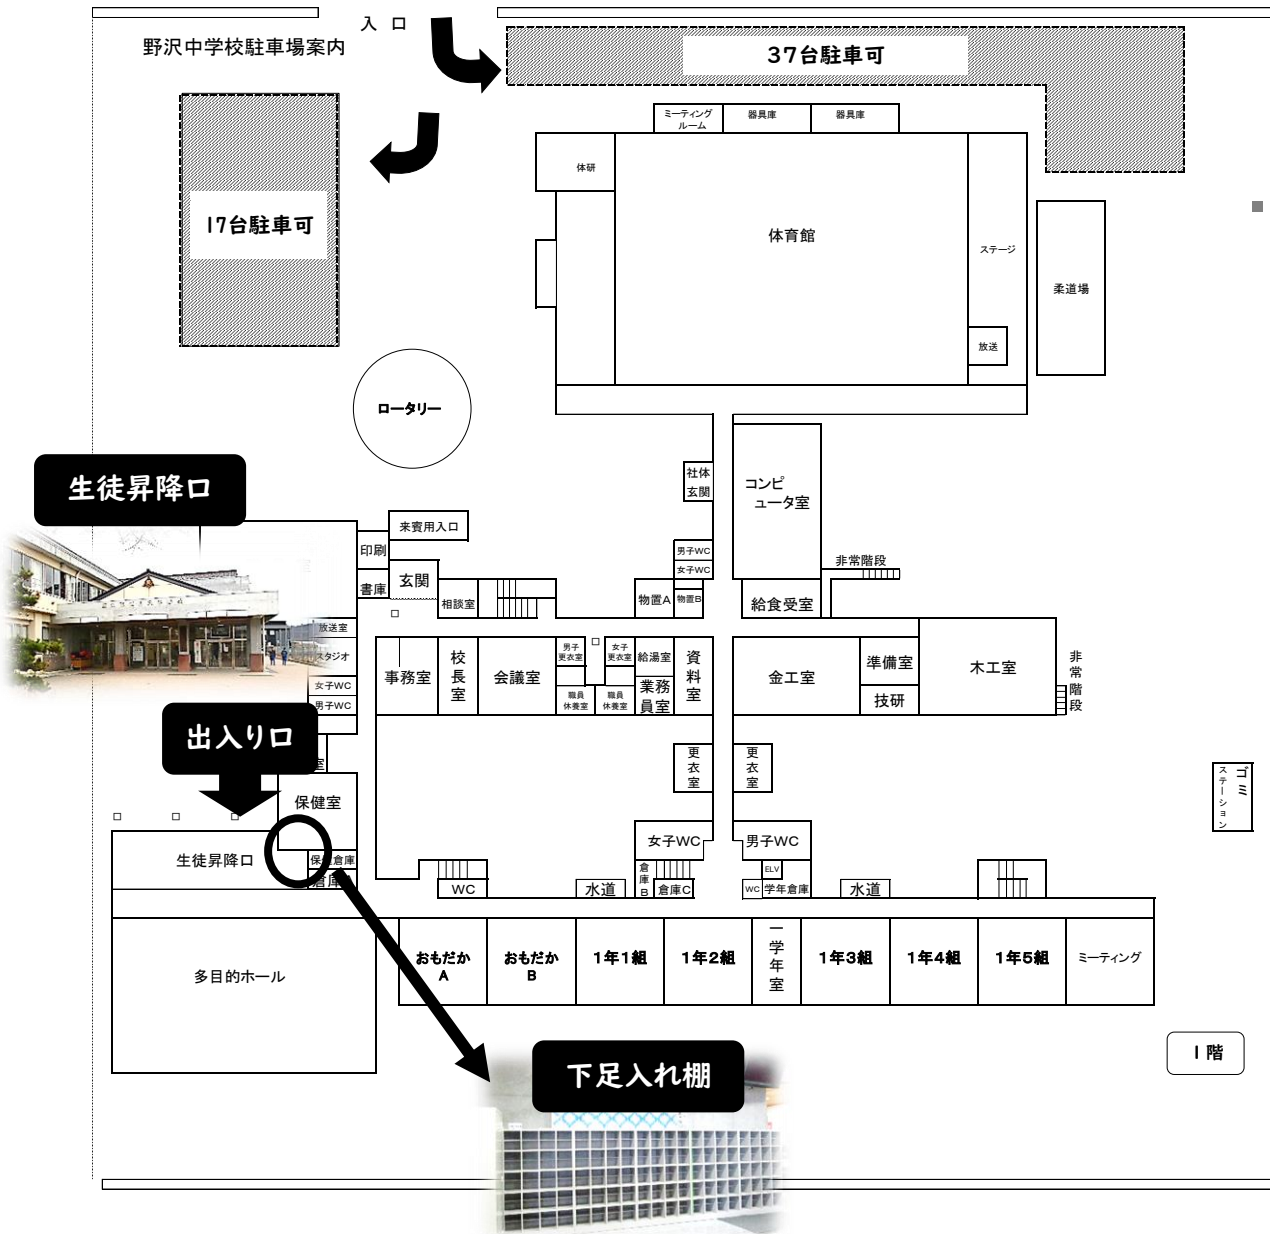 入 口
野沢中学校駐車場案内
37台駐車可
17台駐車可
ミーティング
ルーム
器具庫
器具庫
体研
体育館
ステージ
放送
柔道場
ロータリー
生徒昇降口
来賓用入口
印刷
書庫
玄関
相談室
社体
玄関
コンピ
ュータ室
男子WC
女子WC
物置A
物置B
給食受室
非常階段
放送室
スタジオ
女子WC
男子WC
事務室
校長室
会議室
男子
更衣室
女子
更衣室
職員
休養室
職員
休養室
給湯室
業務
員室
資料室
金工室
準備室
技研
木工室
非常階段
出入り口
室
保健室
更衣室
更衣室
ゴミ
ステーション
生徒昇降口
保健倉庫
倉庫
女子WC
男子WC
WC
水道
倉庫B
倉庫C
ELV
WC
学年倉庫
水道
多目的ホール
おもだか
A
おもだか
B
1年1組
1年2組
一学年室
1年3組
1年4組
1年5組
ミーティング
1階
下足入れ棚